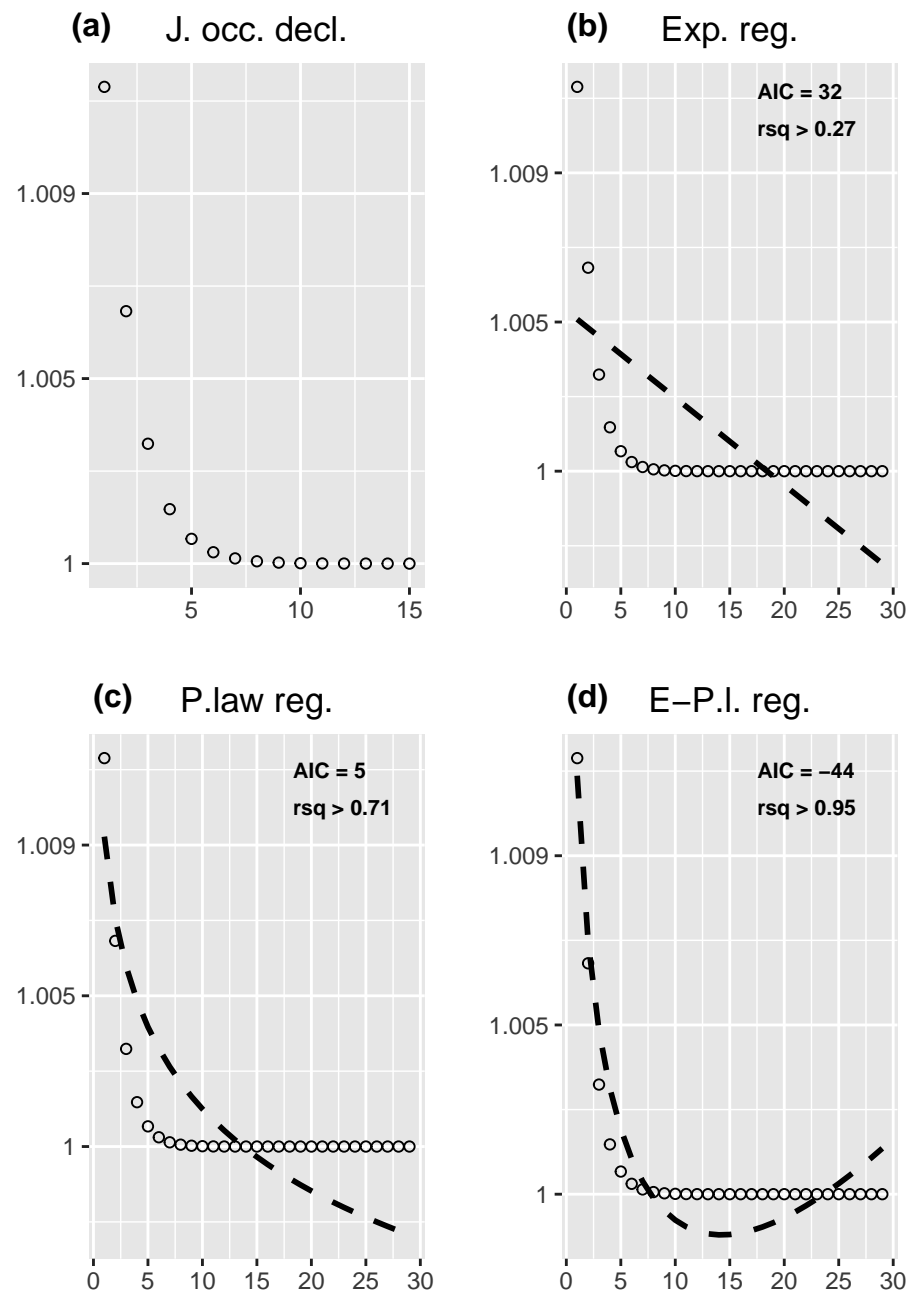 (a) J. occ. decl.
1.009
1.005
1
5 10 15
(b) Exp. reg.
AIC = 32
rsq > 0.27
1.009
1.005
1
0 5 10 15 20 25 30
(c) P.law reg.
AIC = 5
rsq > 0.71
1.009
1.005
1
0 5 10 15 20 25 30
(d) E−P.l. reg.
AIC = −44
rsq > 0.95
1.009
1.005
1
0 5 10 15 20 25 30